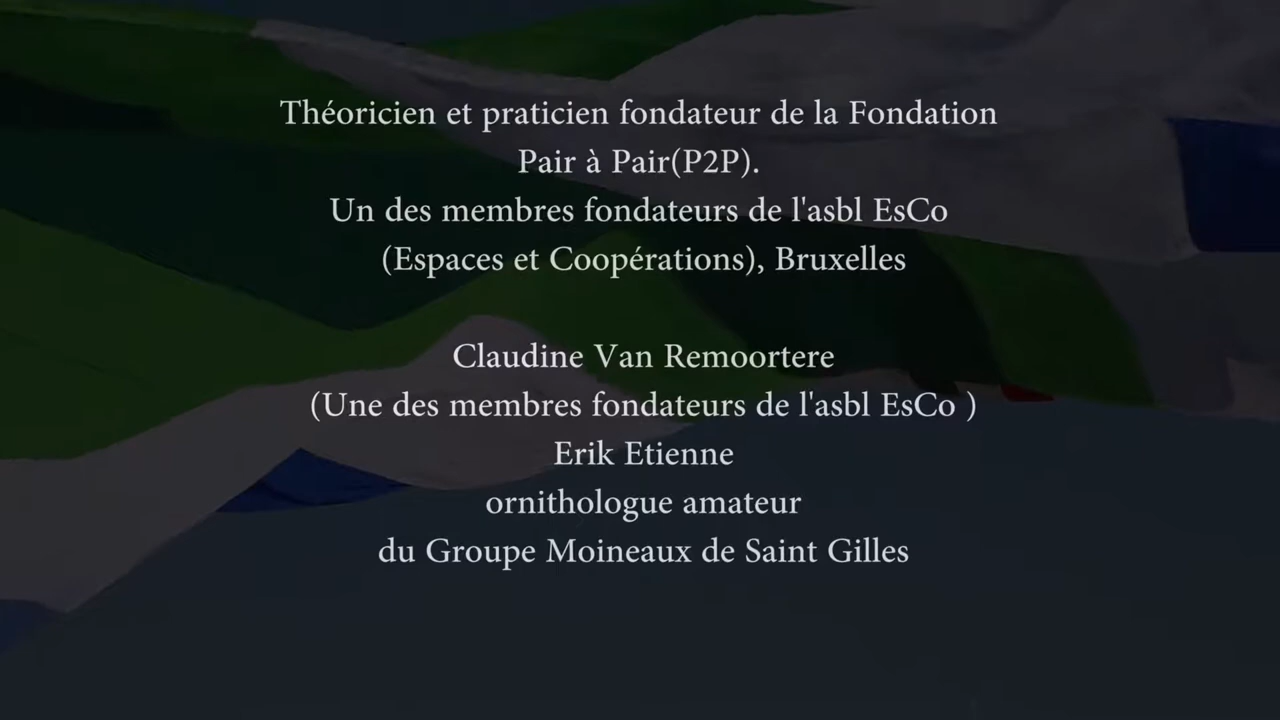 Théoricien et praticien fondateur de la Fondation
Pair à Pair(P2P).
Un des membres fondateurs de l'asbl EsCo
(Espaces et Coopérations), Bruxelles
Claudine Van Remoortere
(Une des membres fondateurs de l'asbl EsCo )
Erik Etienne
ornithologue amateur
du Groupe Moineaux de Saint Gilles